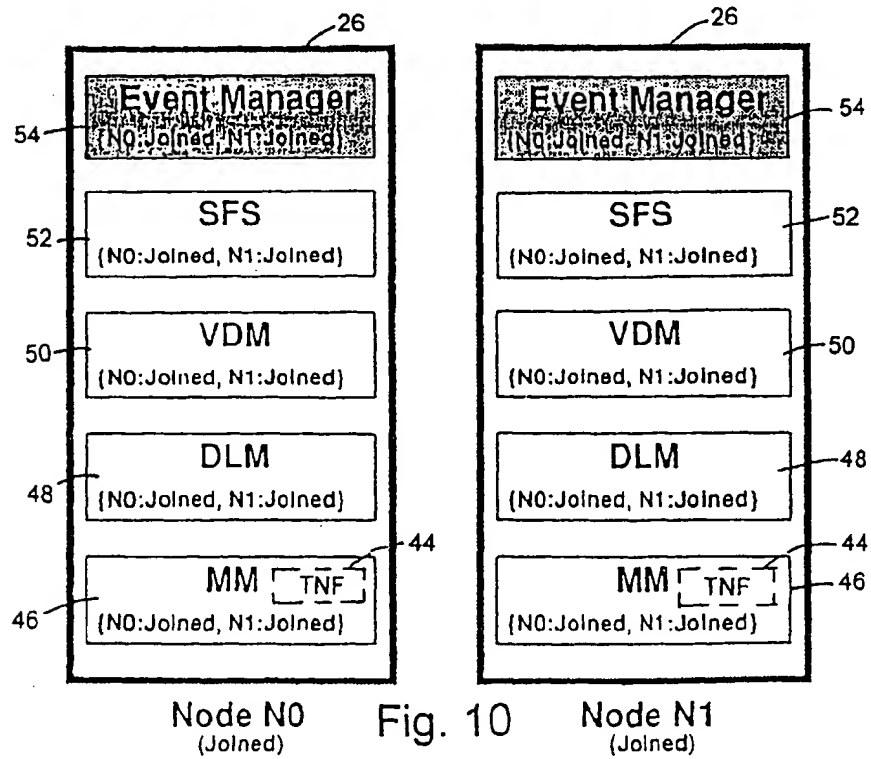 26
26
Event Manager
54
{N0:Joined, N1:Joined}
Event Manager
54
{N0:Joined, N1:Joined}
SFS
52
{N0:Joined, N1:Joined}
SFS
52
{N0:Joined, N1:Joined}
VDM
50
{N0:Joined, N1:Joined}
VDM
50
{N0:Joined, N1:Joined}
DLM
48
{N0:Joined, N1:Joined}
DLM
48
{N0:Joined, N1:Joined}
44
MM TNF
46
{N0:Joined, N1:Joined}
44
MM TNF
46
{N0:Joined, N1:Joined}
Node N0
(Joined)
Fig. 10
Node N1
(Joined)